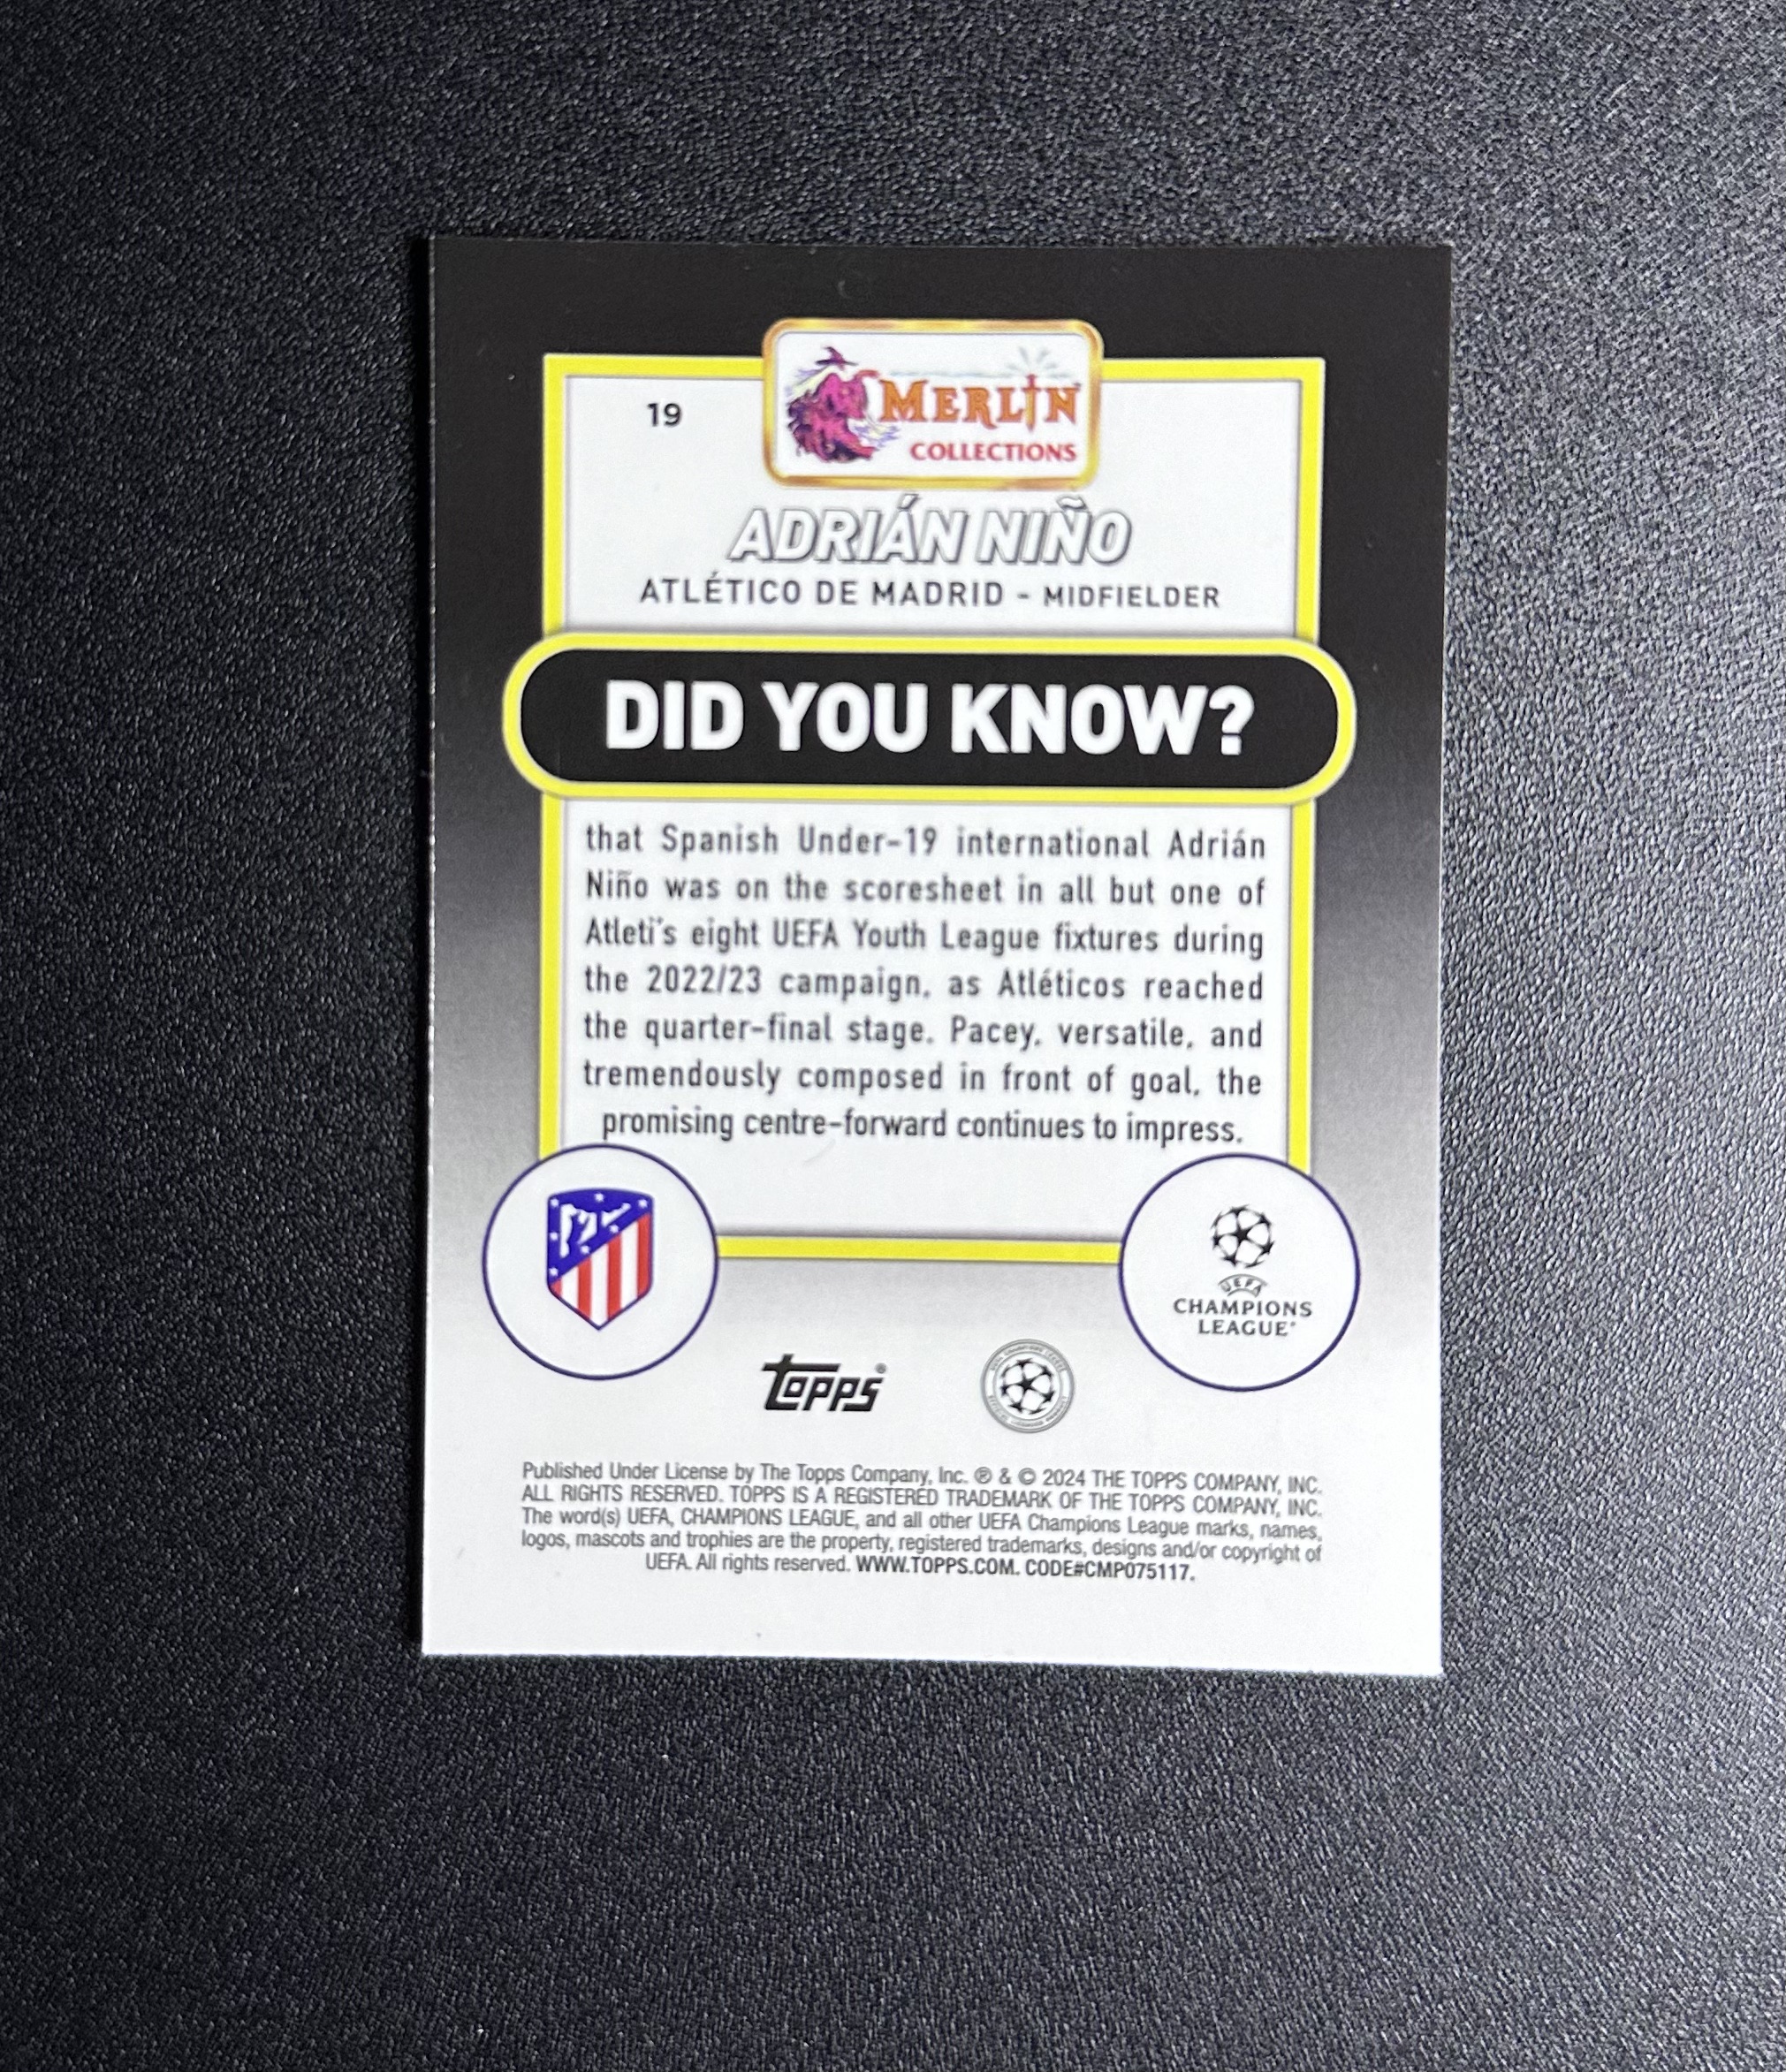 19
MERLIN
COLLECTIONS
ADRIÁN NIÑO
ATLÉTICO DE MADRID - MIDFIELDER
DID YOU KNOW?
that Spanish Under-19 international Adrián
Niño was on the scoresheet in all but one of
Atleti's eight UEFA Youth League fixtures during
the 2022/23 campaign, as Atléticos reached
the quarter-final stage. Pacey, versatile, and
tremendously composed in front of goal, the
promising centre-forward continues to impress.
UEFA
CHAMPIONS
LEAGUE®
Topps®
Published Under License by The Topps Company, Inc. ® & © 2024 THE TOPPS COMPANY, INC.
ALL RIGHTS RESERVED. TOPPS IS A REGISTERED TRADEMARK OF THE TOPPS COMPANY, INC.
The word(s) UEFA, CHAMPIONS LEAGUE, and all other UEFA Champions League marks, names,
logos, mascots and trophies are the property, registered trademarks, designs and/or copyright of
UEFA. All rights reserved. WWW.TOPPS.COM. CODE#CMP075117.